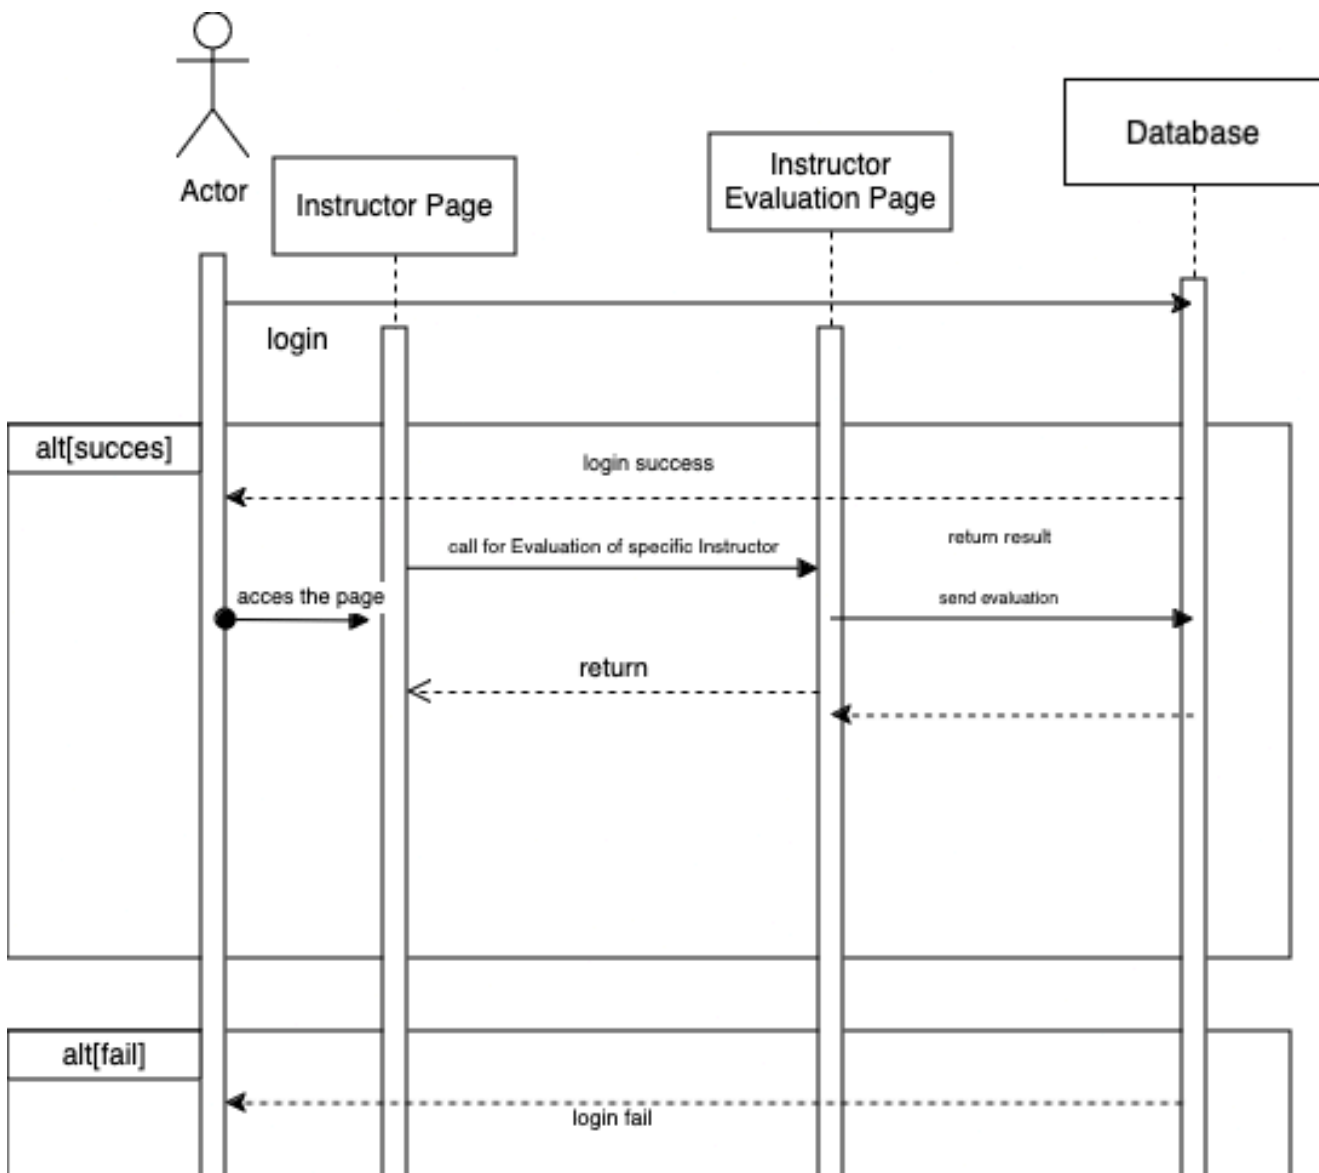 Actor
Instructor Page
Instructor
Evaluation Page
Database
login
alt[succes]
login success
return result
call for Evaluation of specific Instructor
acces the page
send evaluation
return
alt[fail]
login fail